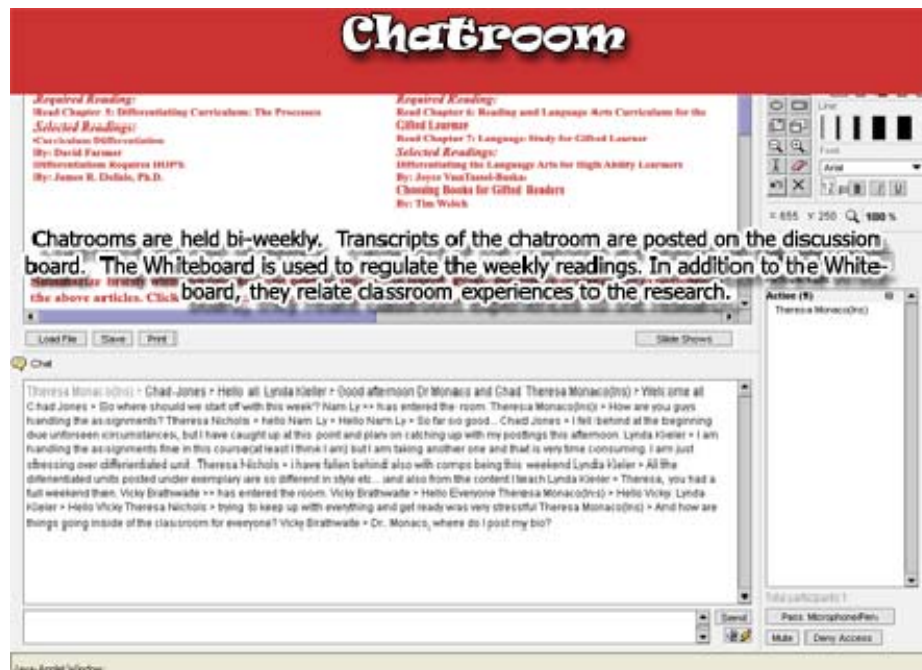 Chatroom
Required Reading:
Read Chapter 5: Differentiating Curriculum: The Processes
Selected Readings:
•Curriculum Differentiation
By: David Farmer
Differentiation Requires HOPS
By: James R. Delisle, Ph.D.
Required Reading:
Read Chapter 6: Reading and Language Arts Curriculum for the
Gifted Learner
Read Chapter 7: Language Study for Gifted Learner
Selected Readings:
Differentiating the Language Arts for High Ability Learners
By: Joyce VanTassel-Baska
Choosing Books for Gifted Readers
By: Tim Welch
Line:
Font:
Arial
12 pt B I U
× 655 Y 250 100 %
Chatrooms are held bi-weekly. Transcripts of the chatroom are posted on the discussion
board. The Whiteboard is used to regulate the weekly readings. In addition to the White-
board, they relate classroom experiences to the research.
the above articles. Click
Active (1)
Theresa Monaco(Ins)
Load File Save Print Slide Shows
Chat
Theresa Monaco(Ins) > Chad-Jones > Hello all. Lynda Kieler > Good afternoon Dr Monaco and Chad Theresa Monaco(Ins) > Welcome all
Chad Jones > So where should we start off with this week? Nam Ly >> has entered the room. Theresa Monaco(Ins) > How are you guys
handling the assignments? Theresa Nichols > hello Nam Ly > Hello Nam Ly > So far so good... Chad Jones > I fell behind at the beginning
due unforseen circumstances, but I have caught up at this point and plan on catching up with my postings this afternoon. Lynda Kieler > I am
handling the assignments fine in this course(at least I think I am) but I am taking another one and that is very time consuming. I am just
stressing over differientiated unit. Theresa Nichols > i have fallen behind also with comps being this weekend Lynda Kieler > All the
differentiated units posted under exemplary are so different in style etc... and also from the content I teach Lynda Kieler > Theresa, you had a
full weekend then. Vicky Brathwaite >> has entered the room. Vicky Brathwaite > Hello Everyone Theresa Monaco(Ins) > Hello Vicky. Lynda
Kieler > Hello Vicky Theresa Nichols > trying to keep up with everything and get ready was very stressful Theresa Monaco(Ins) > And how are
things going inside of the classroom for everyone? Vicky Brathwaite > Dr. Monaco, where do I post my bio?
Total participants: 1
Send
Pass Microphone/Pen
Mute Deny Access
Java Applet Window